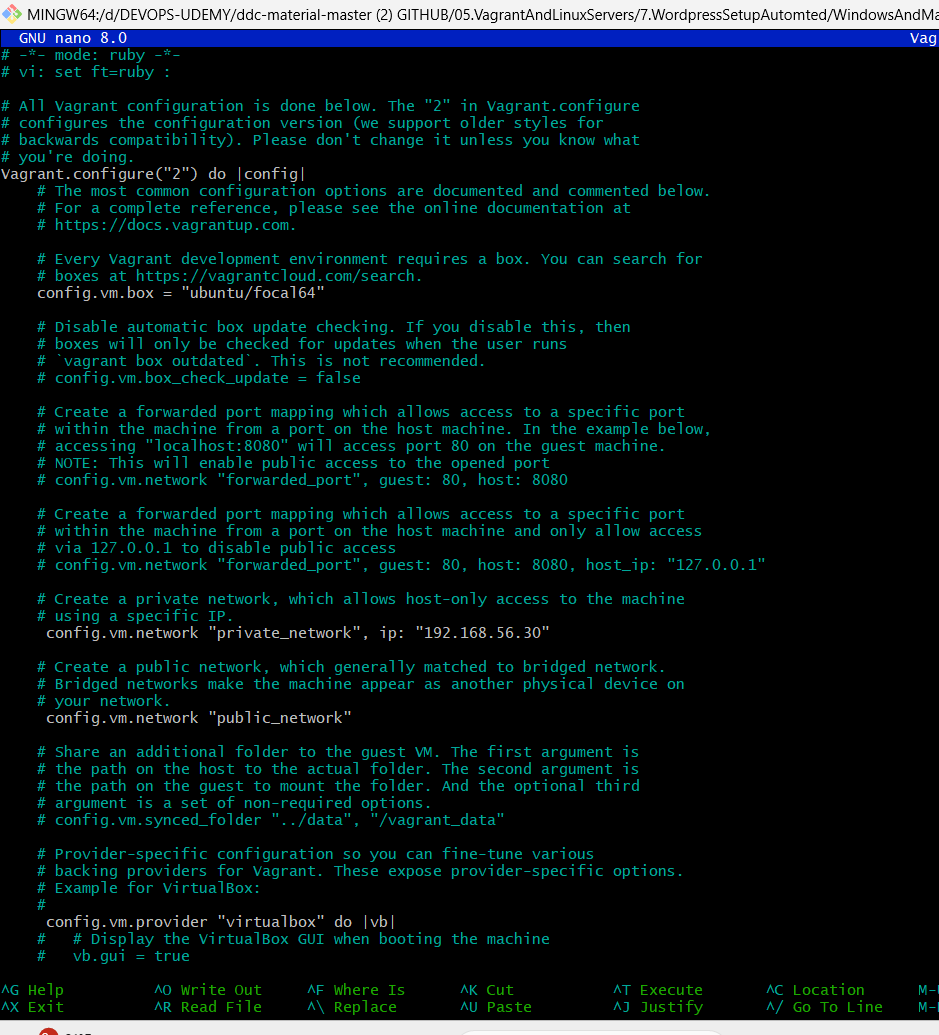 MINGW64:/d/DEVOPS-UDEMY/ddc-material-master (2) GITHUB/05.VagrantAndLinuxServers/7.WordpressSetupAutomted/WindowsAndMa
GNU nano 8.0 Vag
# -*- mode: ruby -*-
# vi: set ft=ruby :
# All Vagrant configuration is done below. The "2" in Vagrant.configure
# configures the configuration version (we support older styles for
# backwards compatibility). Please don't change it unless you know what
# you're doing.
Vagrant.configure("2") do |config|
# The most common configuration options are documented and commented below.
# For a complete reference, please see the online documentation at
# https://docs.vagrantup.com.
# Every Vagrant development environment requires a box. You can search for
# boxes at https://vagrantcloud.com/search.
config.vm.box = "ubuntu/focal64"
# Disable automatic box update checking. If you disable this, then
# boxes will only be checked for updates when the user runs
# `vagrant box outdated`. This is not recommended.
# config.vm.box_check_update = false
# Create a forwarded port mapping which allows access to a specific port
# within the machine from a port on the host machine. In the example below,
# accessing "localhost:8080" will access port 80 on the guest machine.
# NOTE: This will enable public access to the opened port
# config.vm.network "forwarded_port", guest: 80, host: 8080
# Create a forwarded port mapping which allows access to a specific port
# within the machine from a port on the host machine and only allow access
# via 127.0.0.1 to disable public access
# config.vm.network "forwarded_port", guest: 80, host: 8080, host_ip: "127.0.0.1"
# Create a private network, which allows host-only access to the machine
# using a specific IP.
config.vm.network "private_network", ip: "192.168.56.30"
# Create a public network, which generally matched to bridged network.
# Bridged networks make the machine appear as another physical device on
# your network.
config.vm.network "public_network"
# Share an additional folder to the guest VM. The first argument is
# the path on the host to the actual folder. The second argument is
# the path on the guest to mount the folder. And the optional third
# argument is a set of non-required options.
# config.vm.synced_folder "../data", "/vagrant_data"
# Provider-specific configuration so you can fine-tune various
# backing providers for Vagrant. These expose provider-specific options.
# Example for VirtualBox:
#
config.vm.provider "virtualbox" do |vb|
#   # Display the VirtualBox GUI when booting the machine
#   vb.gui = true
^G Help ^O Write Out ^F Where Is ^K Cut ^T Execute ^C Location M-
^X Exit ^R Read File ^\ Replace ^U Paste ^J Justify ^/ Go To Line M-